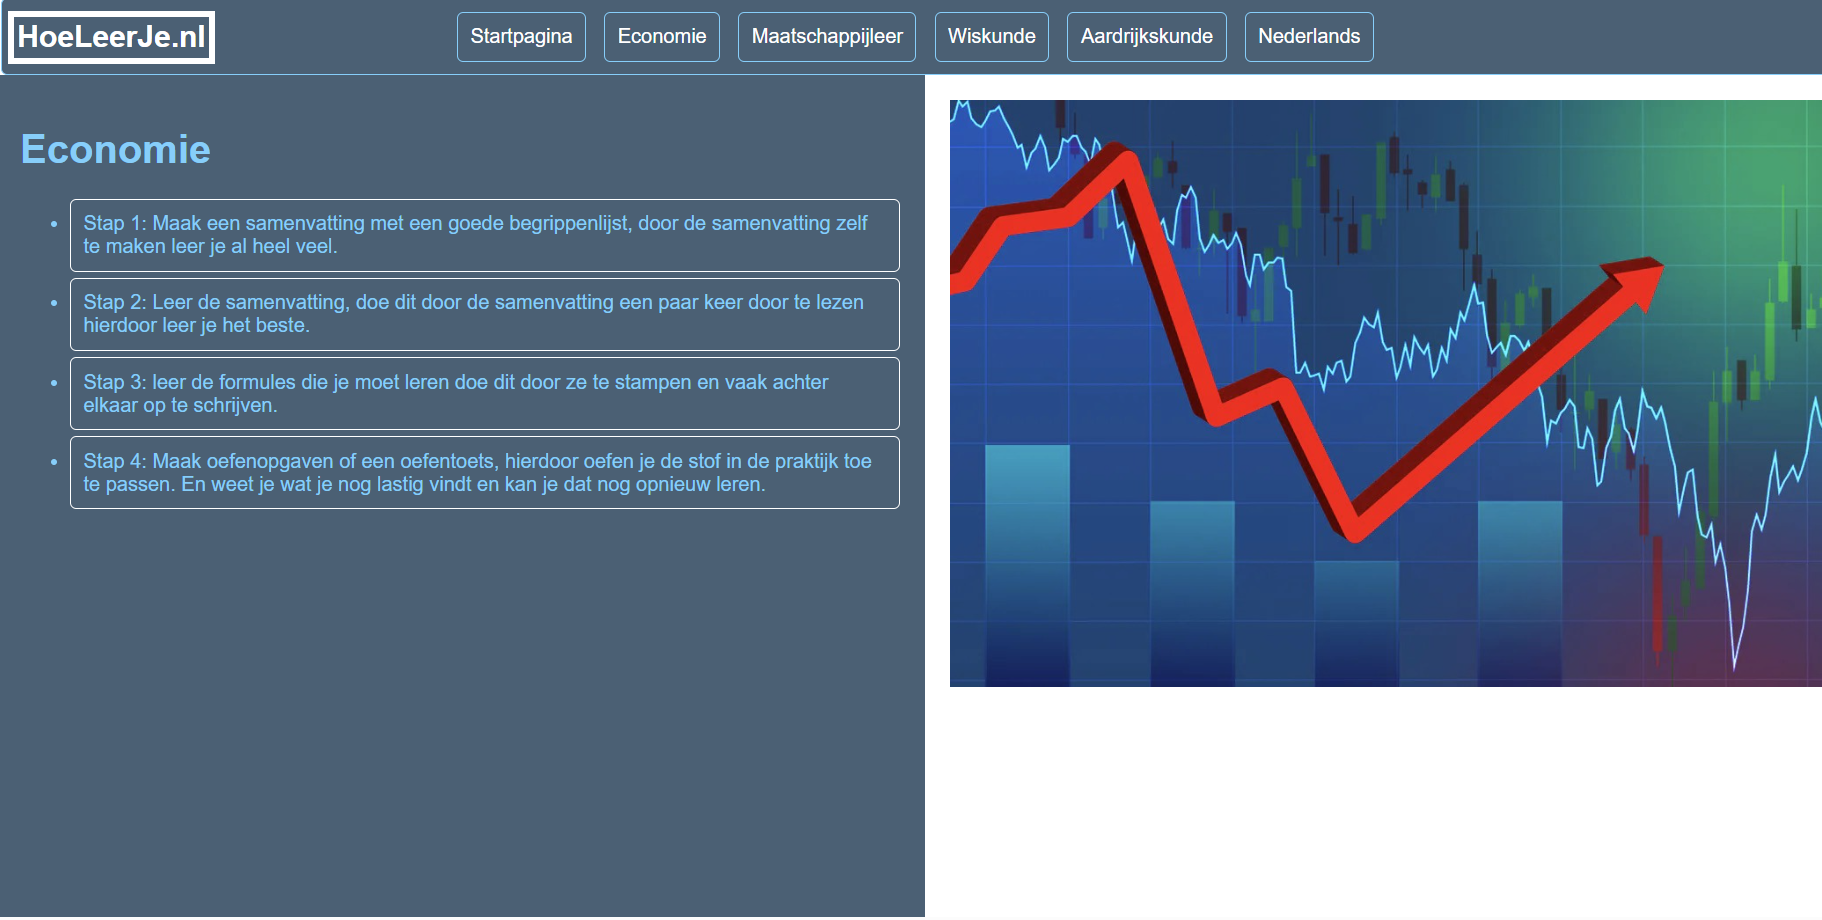 HoeLeerJe.nl
Startpagina
Economie
Maatschappijleer
Wiskunde
Aardrijkskunde
Nederlands
Economie
Stap 1: Maak een samenvatting met een goede begrippenlijst, door de samenvatting zelf
te maken leer je al heel veel.
Stap 2: Leer de samenvatting, doe dit door de samenvatting een paar keer door te lezen
hierdoor leer je het beste.
Stap 3: leer de formules die je moet leren doe dit door ze te stampen en vaak achter
elkaar op te schrijven.
Stap 4: Maak oefenopgaven of een oefentoets, hierdoor oefen je de stof in de praktijk toe
te passen. En weet je wat je nog lastig vindt en kan je dat nog opnieuw leren.